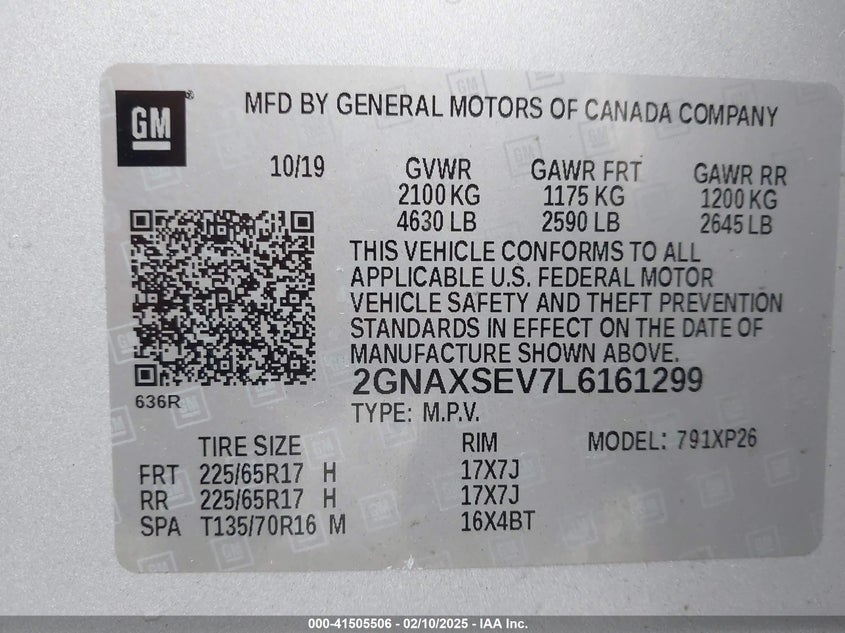 GM
MFD BY GENERAL MOTORS OF CANADA COMPANY
10/19 GVWR GAWR FRT GAWR RR
2100 KG 1175 KG 1200 KG
4630 LB 2590 LB 2645 LB
THIS VEHICLE CONFORMS TO ALL
APPLICABLE U.S. FEDERAL MOTOR
VEHICLE SAFETY AND THEFT PREVENTION
STANDARDS IN EFFECT ON THE DATE OF
MANUFACTURE SHOWN ABOVE.
2GNAXSEV7L6161299
636R
TYPE: M.P.V.
TIRE SIZE RIM MODEL: 791XP26
FRT 225/65R17 H 17X7J
RR 225/65R17 H 17X7J
SPA T135/70R16 M 16X4BT
000-41505506 - 02/10/2025 - IAA Inc.